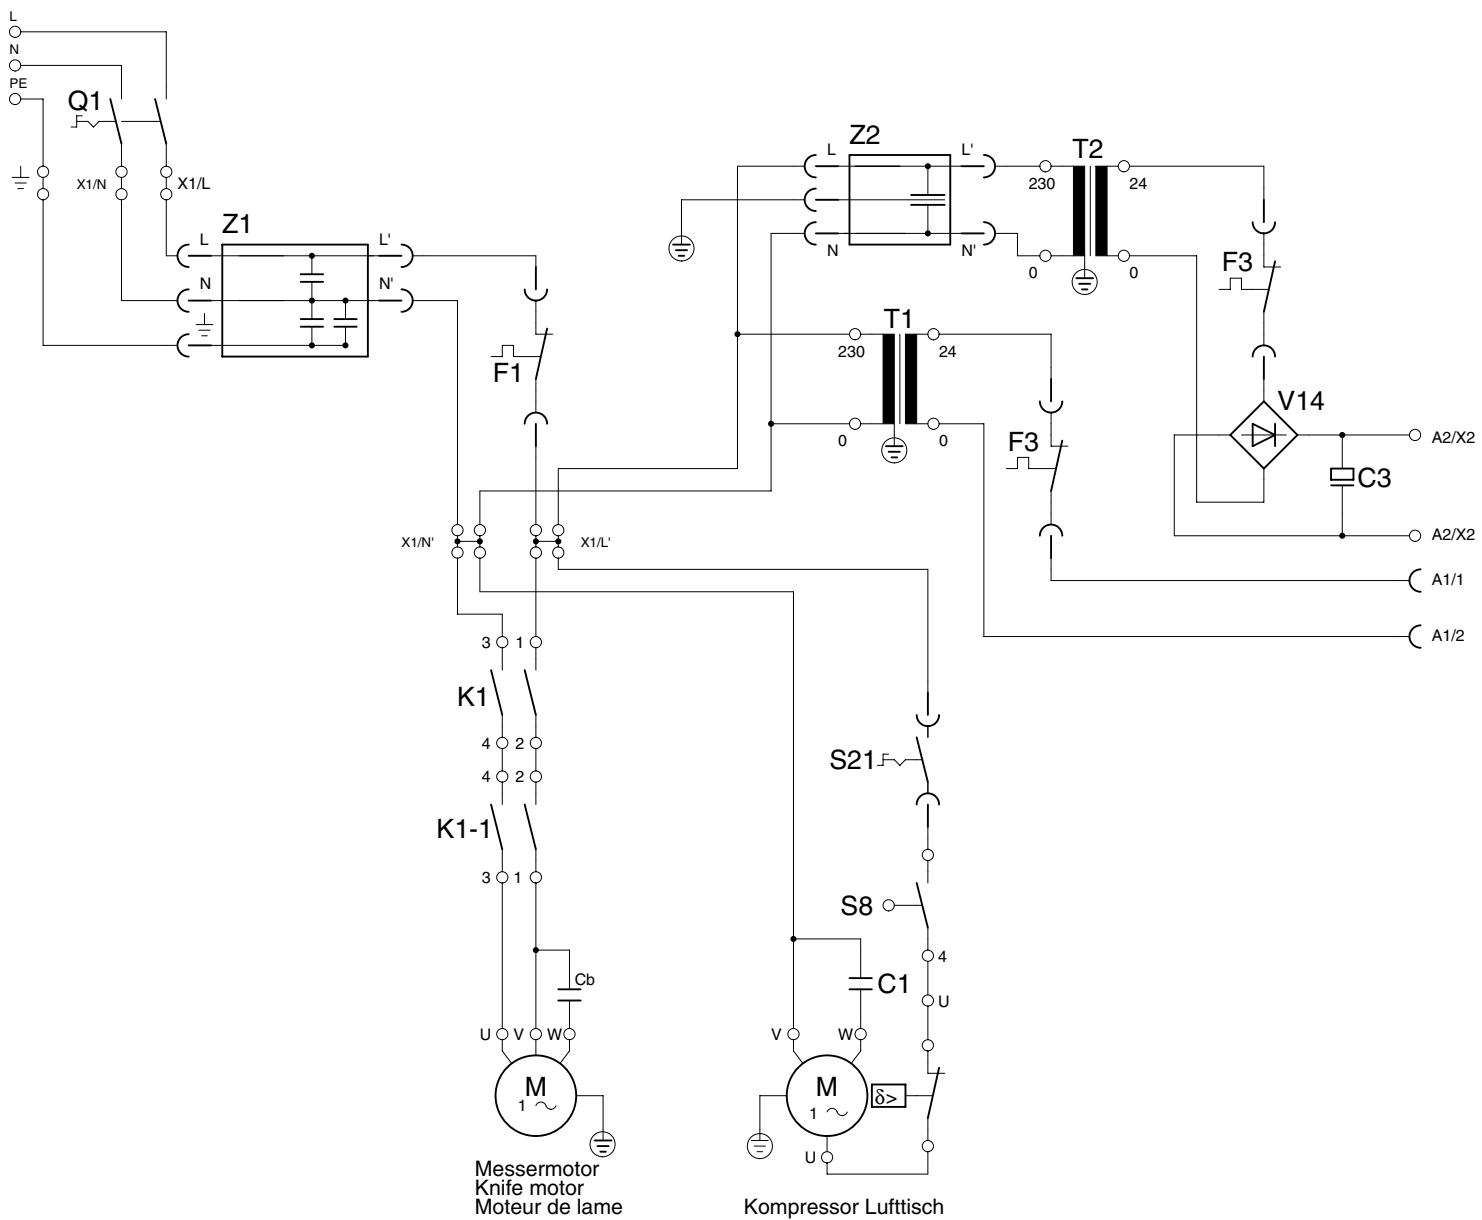 L
N
PE
Q1
X1/N
X1/L
Z1
L
L'
N
N'
F1
Z2
L
L'
N
N'
T2
230
24
0
0
F3
T1
230
24
0
0
F3
V14
C3
A2/X2
A2/X2
A1/1
A1/2
X1/N'
X1/L'
3
1
K1
4
2
4
2
K1-1
3
1
Cb
U
V
W
M
1
Messermotor
Knife motor
Moteur de lame
S21
S8
4
U
C1
V
W
M
1
δ>
U
Kompressor Lufttisch